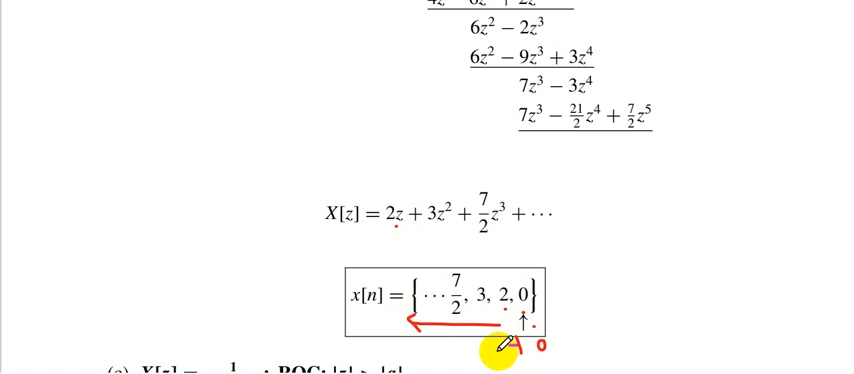 6z² − 2z³
6z² − 9z³ + 3z⁴
7z³ − 3z⁴
7z³ − 21/2 z⁴ + 7/2 z⁵
X[z] = 2z + 3z² + 7/2 z³ + ···
x[n] = { ··· 7/2, 3, 2, 0}
↑
0